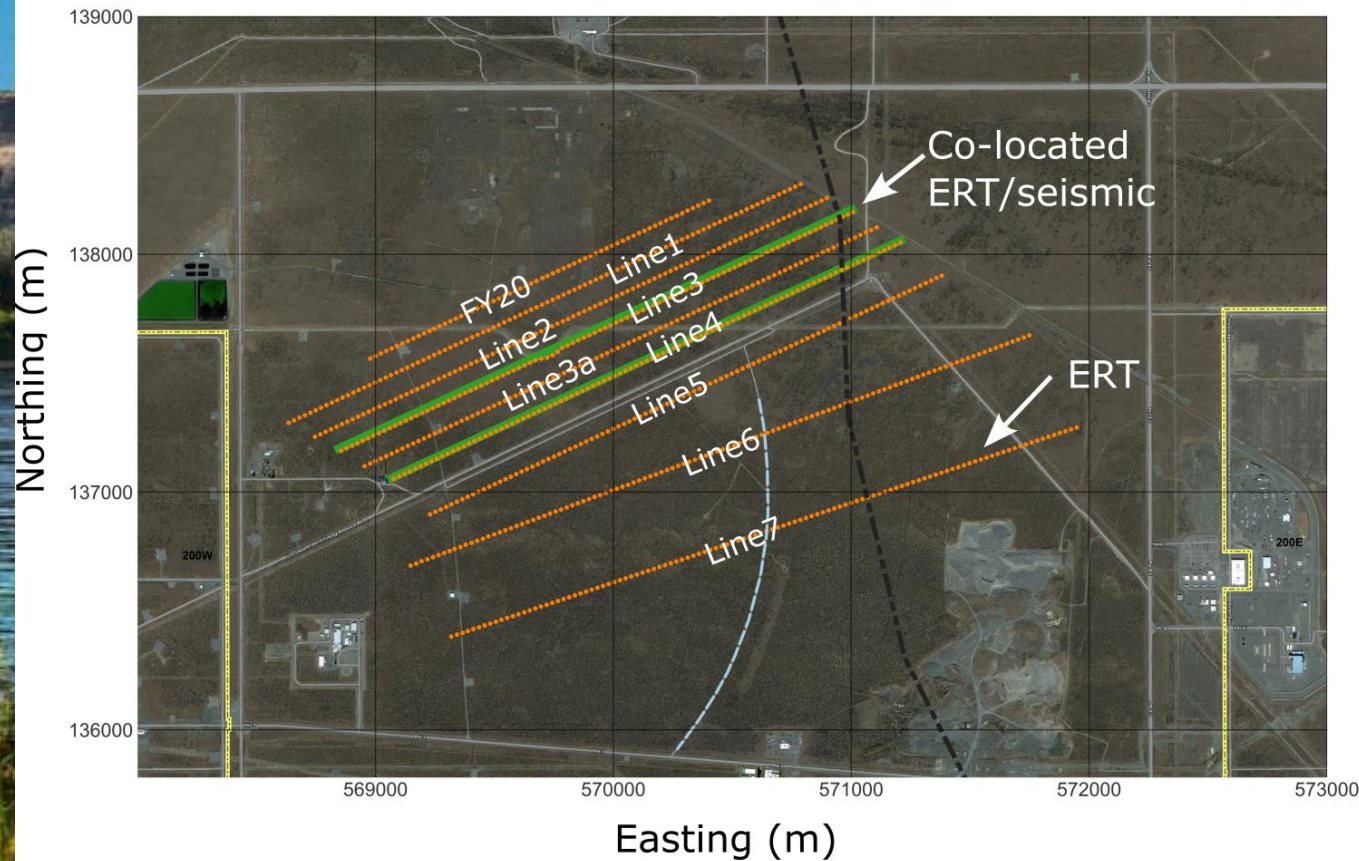 139000
138000
137000
136000
Northing (m)
Co-located
ERT/seismic
FY20
Line1
Line2
Line3
Line3a
Line4
Line5
ERT
Line6
Line7
200W
200E
569000
570000
571000
572000
573000
Easting (m)